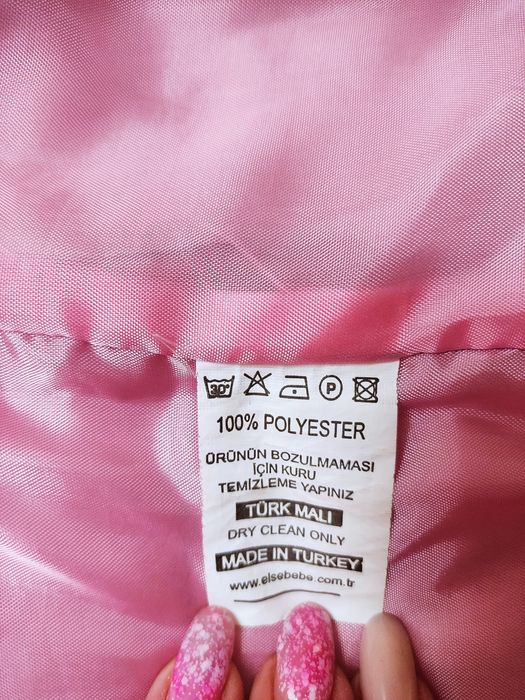 30°
P
100% POLYESTER
ÜRÜNÜN BOZULMAMASI
İÇİN KURU
TEMİZLEME YAPINIZ
TÜRK MALI
DRY CLEAN ONLY
MADE IN TURKEY
www.elsebebe.com.tr